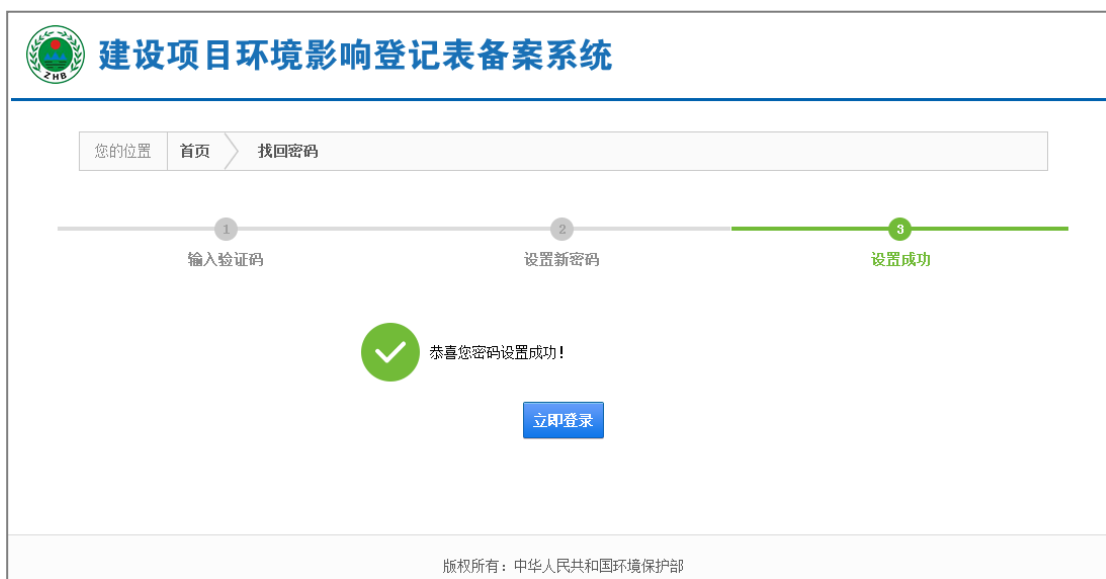 ZHB
建设项目环境影响登记表备案系统
您的位置 首页 找回密码
1 2 3
输入验证码 设置新密码 设置成功
恭喜您密码设置成功!
立即登录
版权所有：中华人民共和国环境保护部